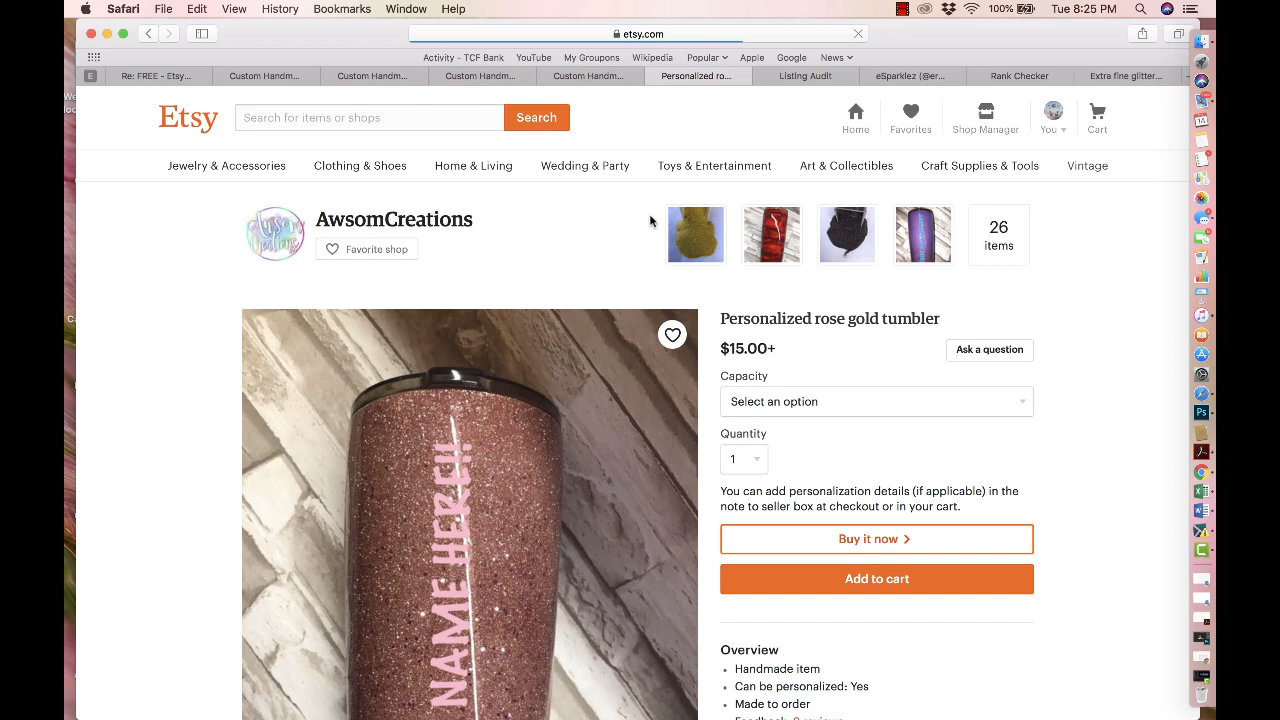 Safari File Edit View History Bookmarks Window Help 100% Tue 8:25 PM
etsy.com
Activity - TCF Bank YouTube My Groupons Wikipedia Popular Apple Google News
E Re: FREE - Etsy... Custom Handm... Custom Handm... Custom Handm... Custom Handm... Personalized ro... Listing Audit eSparklez (@er... Rank Checker Extra fine glitter...
Etsy Search for items or shops Search Home Favorites Shop Manager You Cart
Jewelry & Accessories Clothing & Shoes Home & Living Wedding & Party Toys & Entertainment Art & Collectibles Craft Supplies & Tools Vintage
AwsomCreations
Favorite shop
26
items
Personalized rose gold tumbler
$15.00+ Ask a question
Capacity
Select an option
Quantity
1
You can add personalization details (if applicable) in the
note to seller box at checkout or in your cart.
Buy it now
Add to cart
NAME HERE!!
Overview
Handmade item
Can be personalized: Yes
Made to order